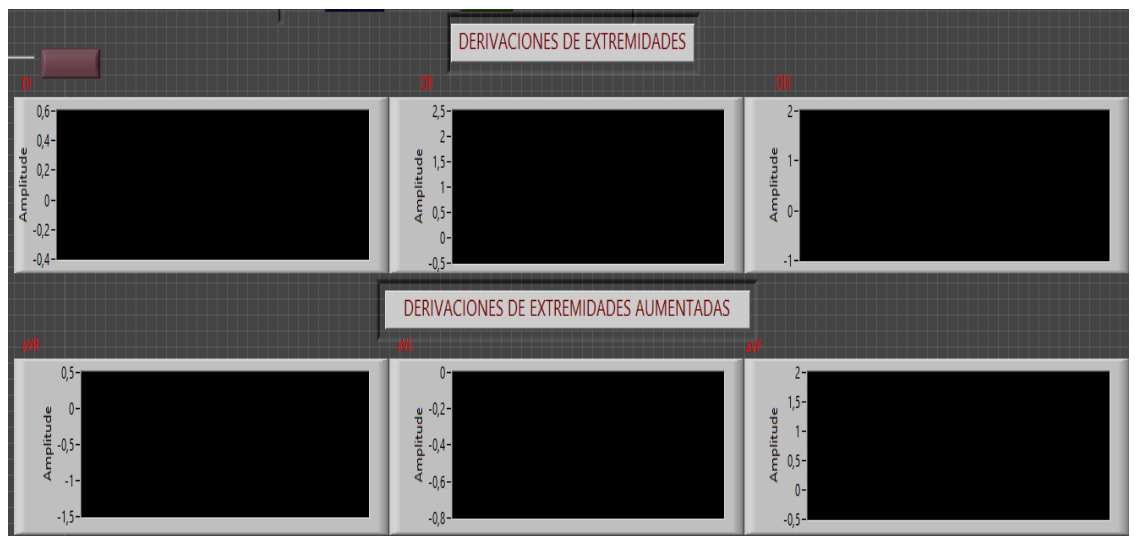 DERIVACIONES DE EXTREMIDADES
DI
DII
DIII
Amplitude
0,6
0,4
0,2
0
-0,2
-0,4
Amplitude
2,5
2
1,5
1
0,5
0
-0,5
Amplitude
2
1
0
-1
DERIVACIONES DE EXTREMIDADES AUMENTADAS
aVR
aVL
aVF
Amplitude
0,5
0
-0,5
-1
-1,5
Amplitude
0
-0,2
-0,4
-0,6
-0,8
Amplitude
2
1,5
1
0,5
0
-0,5